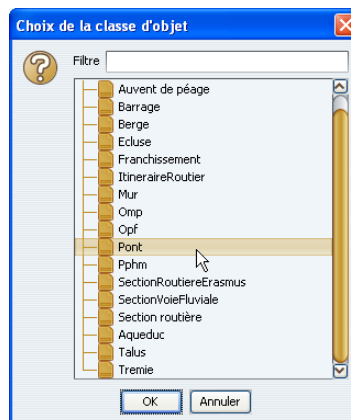 Choix de la classe d'objet
Filtre
Auvent de péage
Barrage
Berge
Ecluse
Franchissement
ItineraireRoutier
Mur
Omp
Opf
Pont
Pphm
SectionRoutiereErasmus
SectionVoieFluviale
Section routière
Aqueduc
Talus
Tremie
OK
Annuler